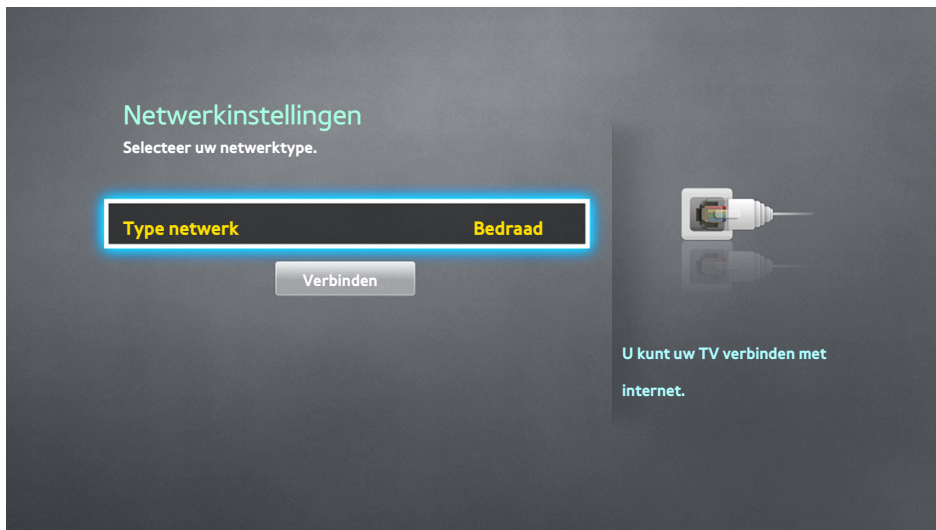 Netwerkinstellingen
Selecteer uw netwerktype.
Type netwerk Bedraad
Verbinden
U kunt uw TV verbinden met
internet.